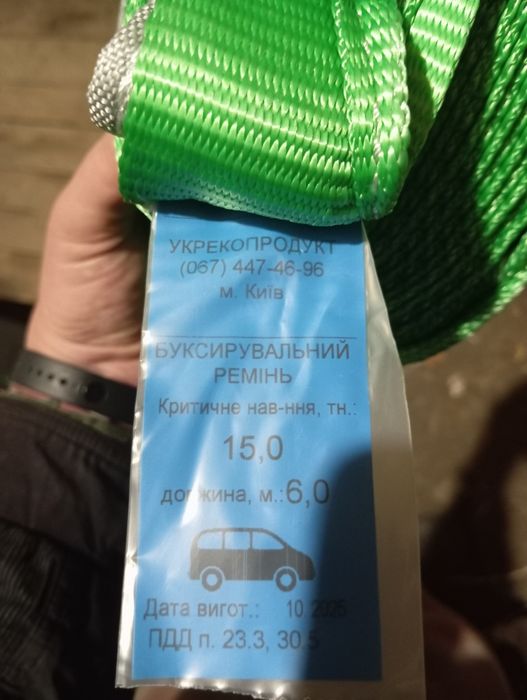 УКРЕКОПРОДУКТ
(067) 447-46-96
м. Київ
БУКСИРУВАЛЬНИЙ
РЕМІНЬ
Критичне нав-ння, тн.:
15,0
довжина, м.:6,0
Дата вигот.: 10 2025
ПДД п. 23.3, 30.5